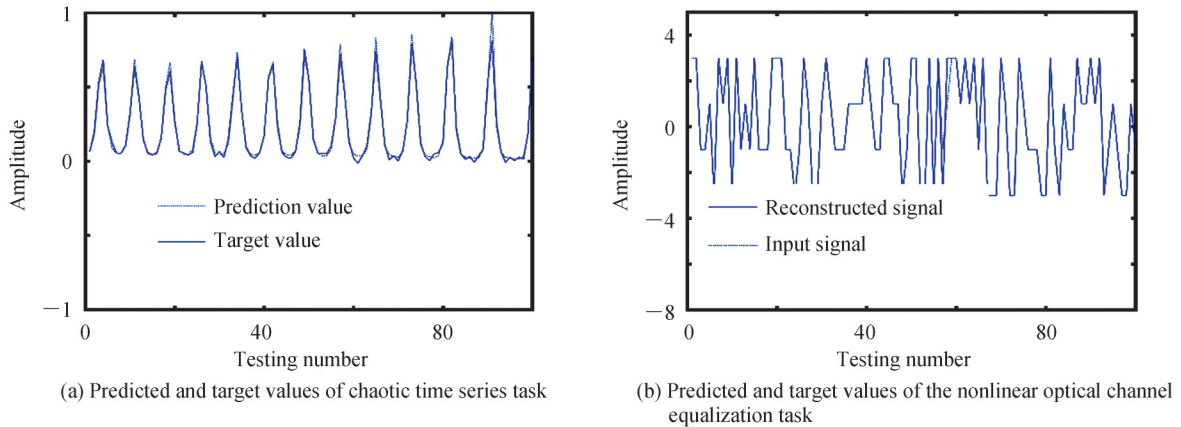 1
0
−1
Amplitude
Prediction value
Target value
0
40
80
Testing number
(a) Predicted and target values of chaotic time series task
4
0
−4
−8
Amplitude
Reconstructed signal
Input signal
0
40
80
Testing number
(b) Predicted and target values of the nonlinear optical channel
equalization task